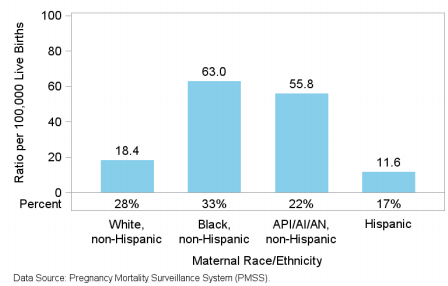 Ratio per 100,000 Live Births
100
80
60
40
20
0
18.4
63.0
55.8
11.6
Percent 28% 33% 22% 17%
White, non-Hispanic
Black, non-Hispanic
API/AI/AN, non-Hispanic
Hispanic
Maternal Race/Ethnicity
Data Source: Pregnancy Mortality Surveillance System (PMSS).